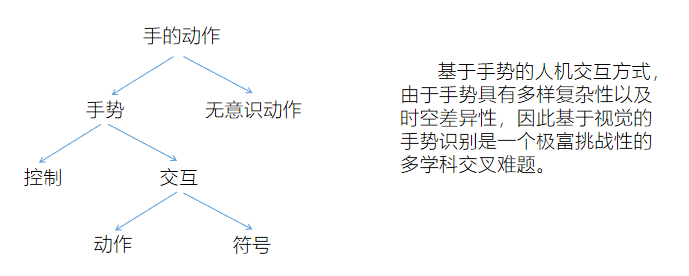 手的动作
手势
无意识动作
控制
交互
动作
符号
基于手势的人机交互方式，
由于手势具有多样复杂性以及
时空差异性，因此基于视觉的
手势识别是一个极富挑战性的
多学科交叉难题。